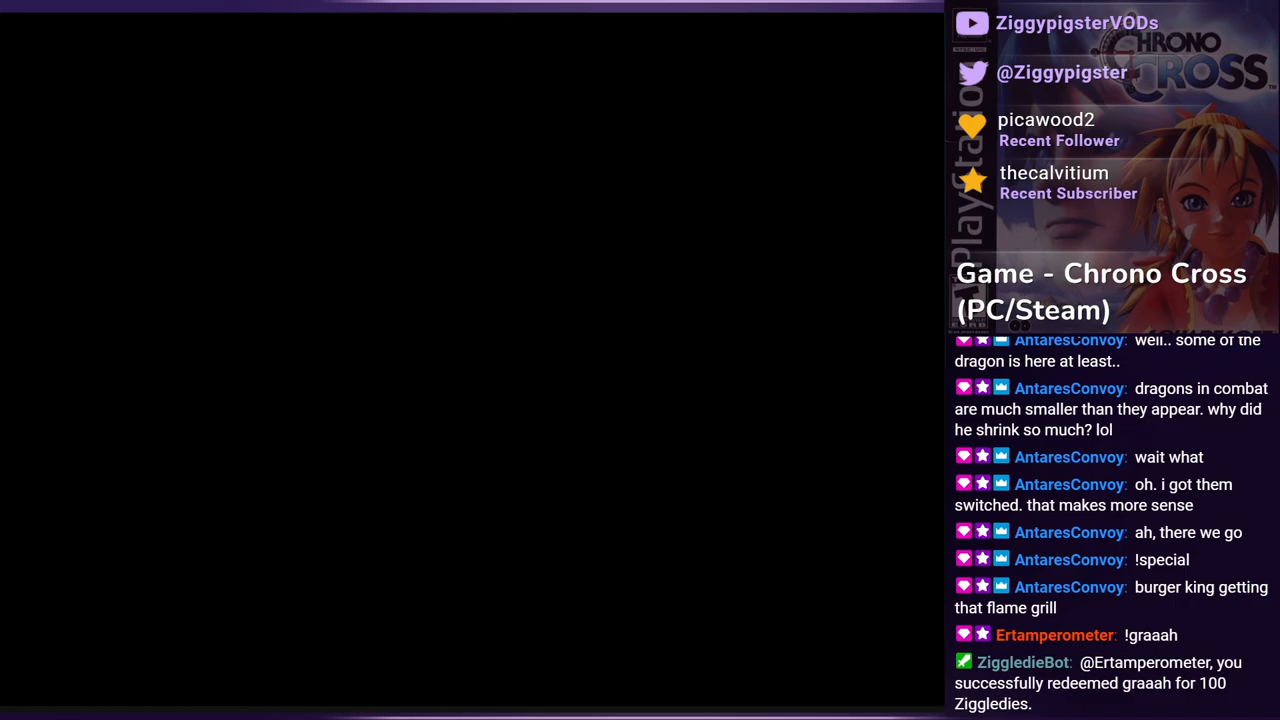 ZiggypigsterVODs
@Ziggypigster
picawood2
Recent Follower
thecalvitium
Recent Subscriber
CHRONO
CROSS
PlayStation
Game - Chrono Cross
(PC/Steam)
AntaresConvoy: well.. some of the
dragon is here at least..
AntaresConvoy: dragons in combat
are much smaller than they appear. why did
he shrink so much? lol
AntaresConvoy: wait what
AntaresConvoy: oh. i got them
switched. that makes more sense
AntaresConvoy: ah, there we go
AntaresConvoy: !special
AntaresConvoy: burger king getting
that flame grill
Ertamperometer: !graaah
ZiggledieBot: @Ertamperometer, you
successfully redeemed graaah for 100
Ziggledies.